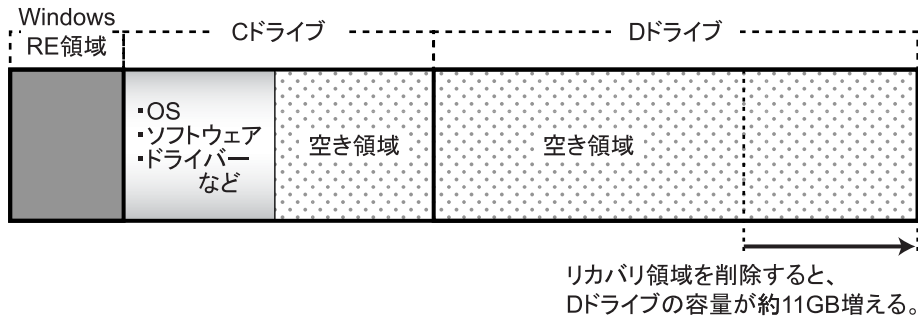 Windows
RE領域
Cドライブ
Dドライブ
・OS
・ソフトウェア
・ドライバー
など
空き領域
空き領域
リカバリ領域を削除すると、
Dドライブの容量が約11GB増える。